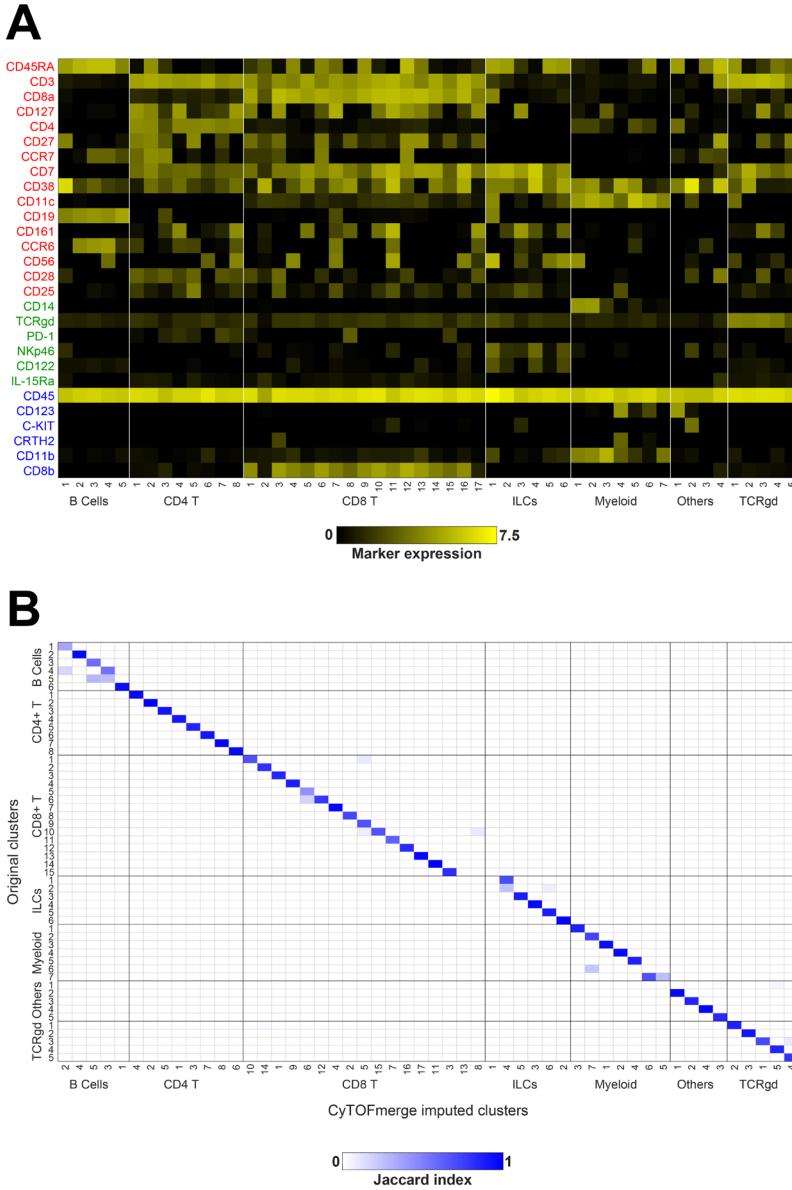 A
CD45RA
CD3
CD8a
CD127
CD4
CD27
CCR7
CD7
CD38
CD11c
CD19
CD161
CCR6
CD56
CD28
CD25
CD14
TCRgd
PD-1
NKp46
CD122
IL-15Ra
CD45
CD123
C-KIT
CRTH2
CD11b
CD8b
1 2 3 4 5 1 2 3 4 5 6 7 8 1 2 3 4 5 6 7 8 9 10 11 12 13 14 15 16 17 1 2 3 4 5 6 1 2 3 4 5 6 7 1 2 3 4 1 2 3 4 5
B Cells CD4 T CD8 T ILCs Myeloid Others TCRgd
0 7.5
Marker expression
B
Original clusters
B Cells
1
2
3
4
5
6
CD4+ T
1
2
3
4
5
6
7
8
CD8+ T
1
2
3
4
5
6
7
8
9
10
11
12
13
14
15
ILCs
1
2
3
4
5
6
Myeloid
1
2
3
4
5
6
7
Others
1
2
3
4
5
TCRgd
1
2
3
4
5
2 4 5 3 1 4 2 5 1 3 7 8 6 10 14 1 9 6 12 4 2 5 15 7 16 17 11 3 13 8 1 4 5 3 6 2 3 7 1 2 4 6 5 1 2 4 3 2 3 1 5 4
B Cells CD4 T CD8 T ILCs Myeloid Others TCRgd
CyTOFmerge imputed clusters
0 1
Jaccard index